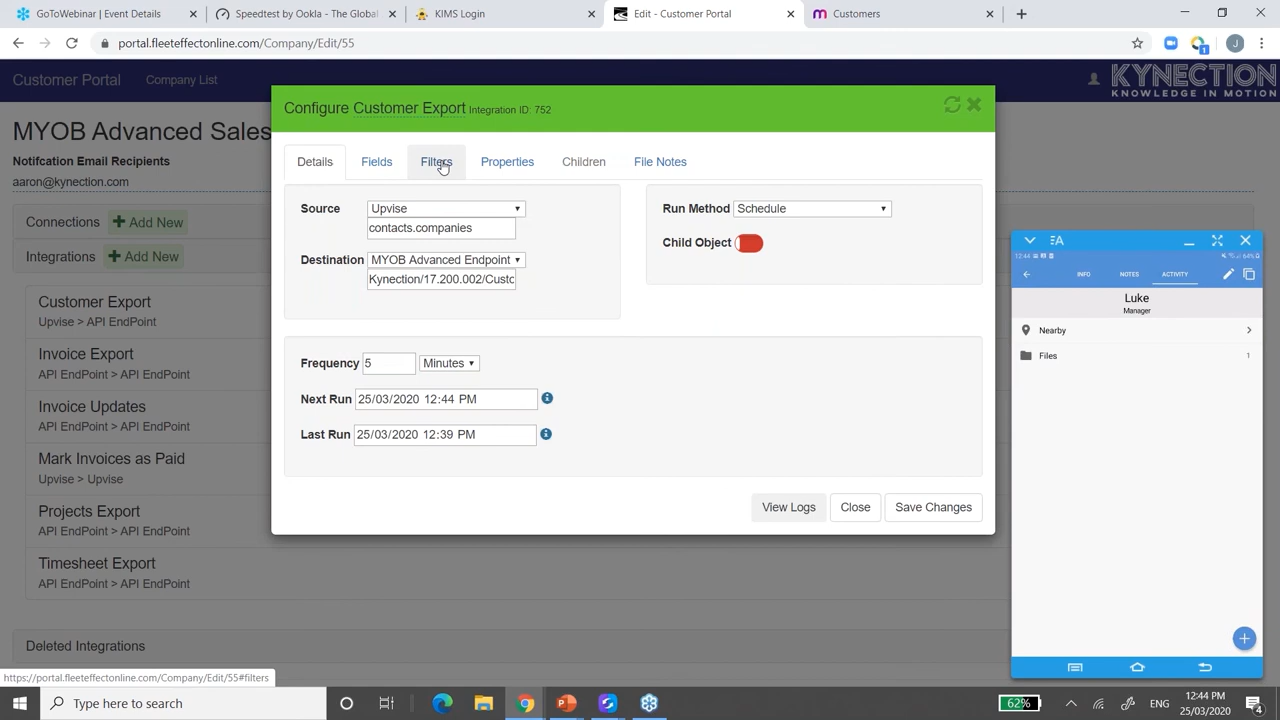 GoToWebinar | Event Details
Speedtest by Ookla - The Global
KIMS Login
Edit - Customer Portal
Customers
portal.fleeteffectonline.com/Company/Edit/55
J
1
Customer Portal
Company List
KYNECTION
KNOWLEDGE IN MOTION
MYOB Advanced Sales
Notifcation Email Recipients
aaron@kynection.com
Connections
Add New
Integrations
Add New
Customer Export
Upvise > API EndPoint
Invoice Export
API EndPoint > API EndPoint
Invoice Updates
API EndPoint > API EndPoint
Mark Invoices as Paid
Upvise > Upvise
Projects Export
API EndPoint > API EndPoint
Timesheet Export
API EndPoint > API EndPoint
Deleted Integrations
Configure Customer Export Integration ID: 752
Details
Fields
Filters
Properties
Children
File Notes
Source
Upvise
contacts.companies
Destination
MYOB Advanced Endpoint
Kynection/17.200.002/Custo
Run Method
Schedule
Child Object
Frequency
5
Minutes
Next Run
25/03/2020 12:44 PM
Last Run
25/03/2020 12:39 PM
View Logs
Close
Save Changes
12:44
64%
INFO
NOTES
ACTIVITY
Luke
Manager
Nearby
Files
1
https://portal.fleeteffectonline.com/Company/Edit/55#filters
Type here to search
62%
ENG
12:44 PM
25/03/2020
4